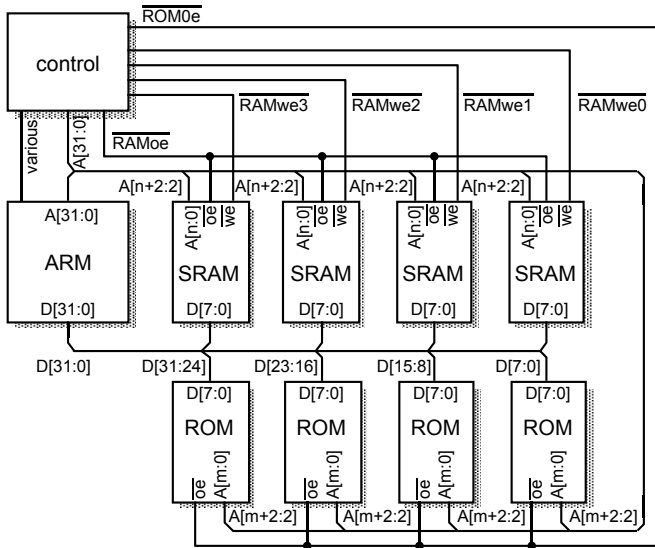 ROM0e
control
RAMwe3 RAMwe2 RAMwe1 RAMwe0
various
A[31:0]
RAMoe
A[n+2:2] A[n+2:2] A[n+2:2] A[n+2:2]
A[31:0] A[n:0] oe we A[n:0] oe we A[n:0] oe we A[n:0] oe we
ARM SRAM SRAM SRAM SRAM
D[31:0] D[7:0] D[7:0] D[7:0] D[7:0]
D[31:0] D[31:24] D[23:16] D[15:8] D[7:0]
D[7:0] D[7:0] D[7:0] D[7:0]
ROM ROM ROM ROM
oe A[m:0] oe A[m:0] oe A[m:0] oe A[m:0]
A[m+2:2] A[m+2:2] A[m+2:2] A[m+2:2]